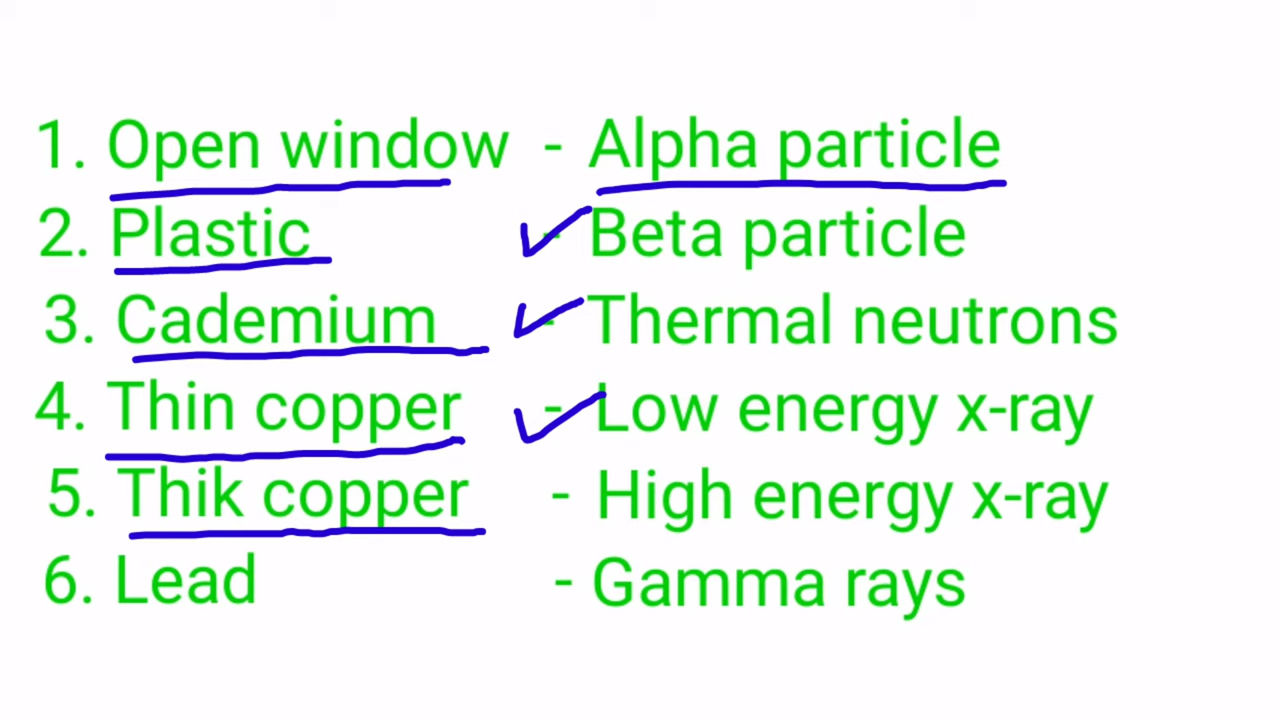 1. Open window - Alpha particle
2. Plastic - Beta particle
3. Cademium - Thermal neutrons
4. Thin copper - Low energy x-ray
5. Thik copper - High energy x-ray
6. Lead - Gamma rays